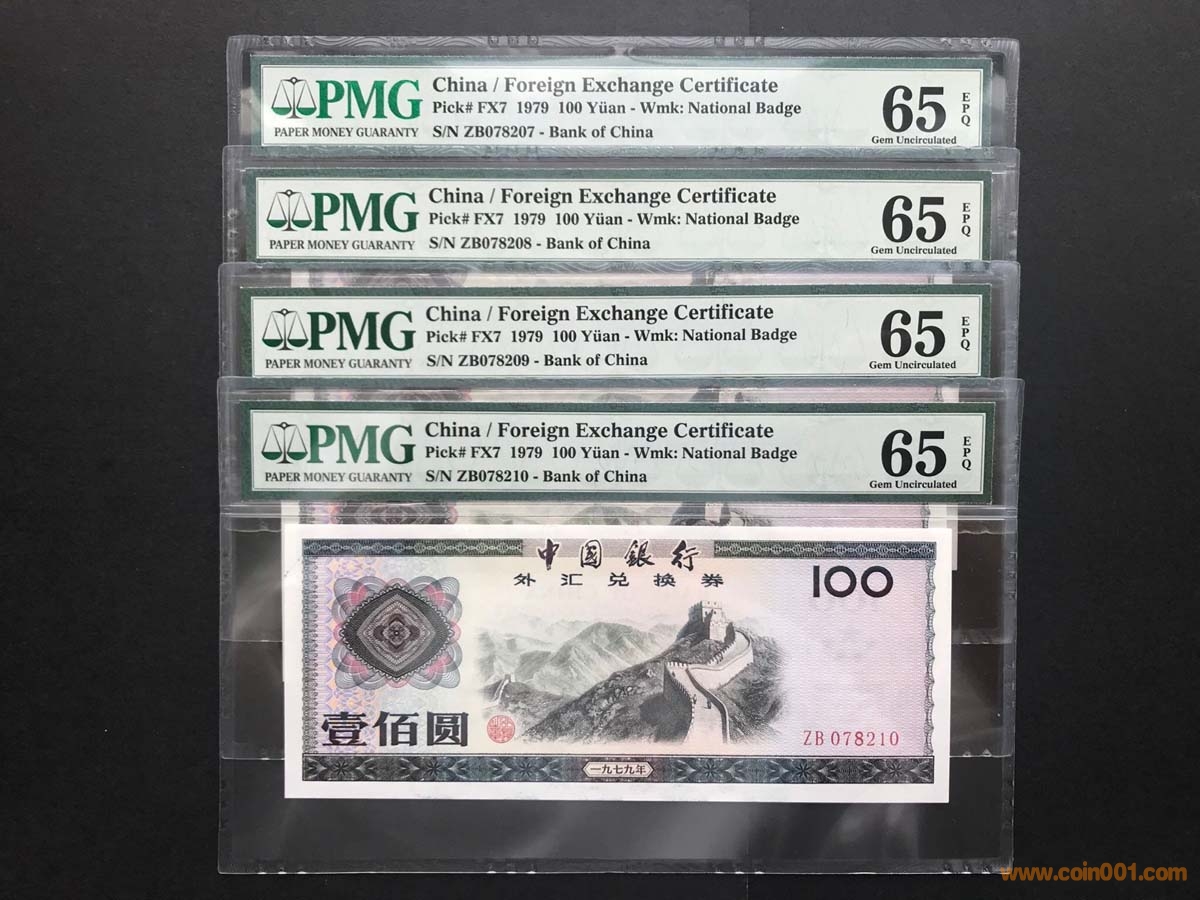 PMG
PAPER MONEY GUARANTY
China / Foreign Exchange Certificate
Pick# FX7 1979 100 Yüan - Wmk: National Badge
S/N ZB078207 - Bank of China
65
EPQ
Gem Uncirculated
PMG
PAPER MONEY GUARANTY
China / Foreign Exchange Certificate
Pick# FX7 1979 100 Yüan - Wmk: National Badge
S/N ZB078208 - Bank of China
65
EPQ
Gem Uncirculated
PMG
PAPER MONEY GUARANTY
China / Foreign Exchange Certificate
Pick# FX7 1979 100 Yüan - Wmk: National Badge
S/N ZB078209 - Bank of China
65
EPQ
Gem Uncirculated
PMG
PAPER MONEY GUARANTY
China / Foreign Exchange Certificate
Pick# FX7 1979 100 Yüan - Wmk: National Badge
S/N ZB078210 - Bank of China
65
EPQ
Gem Uncirculated
中國銀行
外汇兑换券
100
壹佰圆
ZB 078210
一九七九年
www.coin001.com